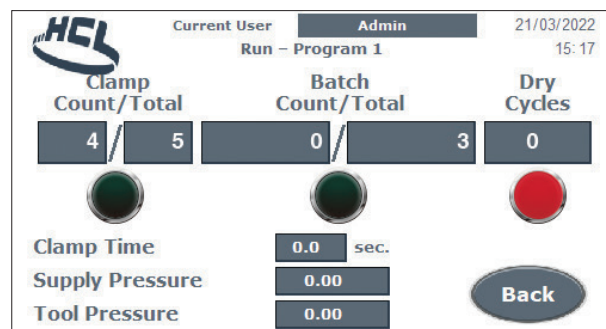 HCL
Current User Admin 21/03/2022
Run – Program 1 15:17
Clamp Count/Total
Batch Count/Total
Dry Cycles
4 / 5 0 / 3 0
Clamp Time 0.0 sec.
Supply Pressure 0.00
Tool Pressure 0.00
Back